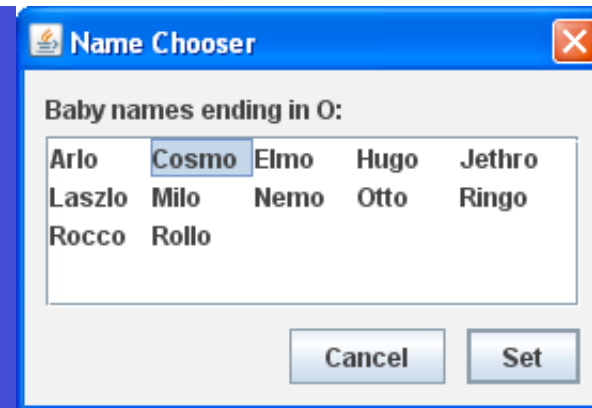 Name Chooser
Baby names ending in O:
Arlo Cosmo Elmo Hugo Jethro
Laszlo Milo Nemo Otto Ringo
Rocco Rollo
Cancel Set